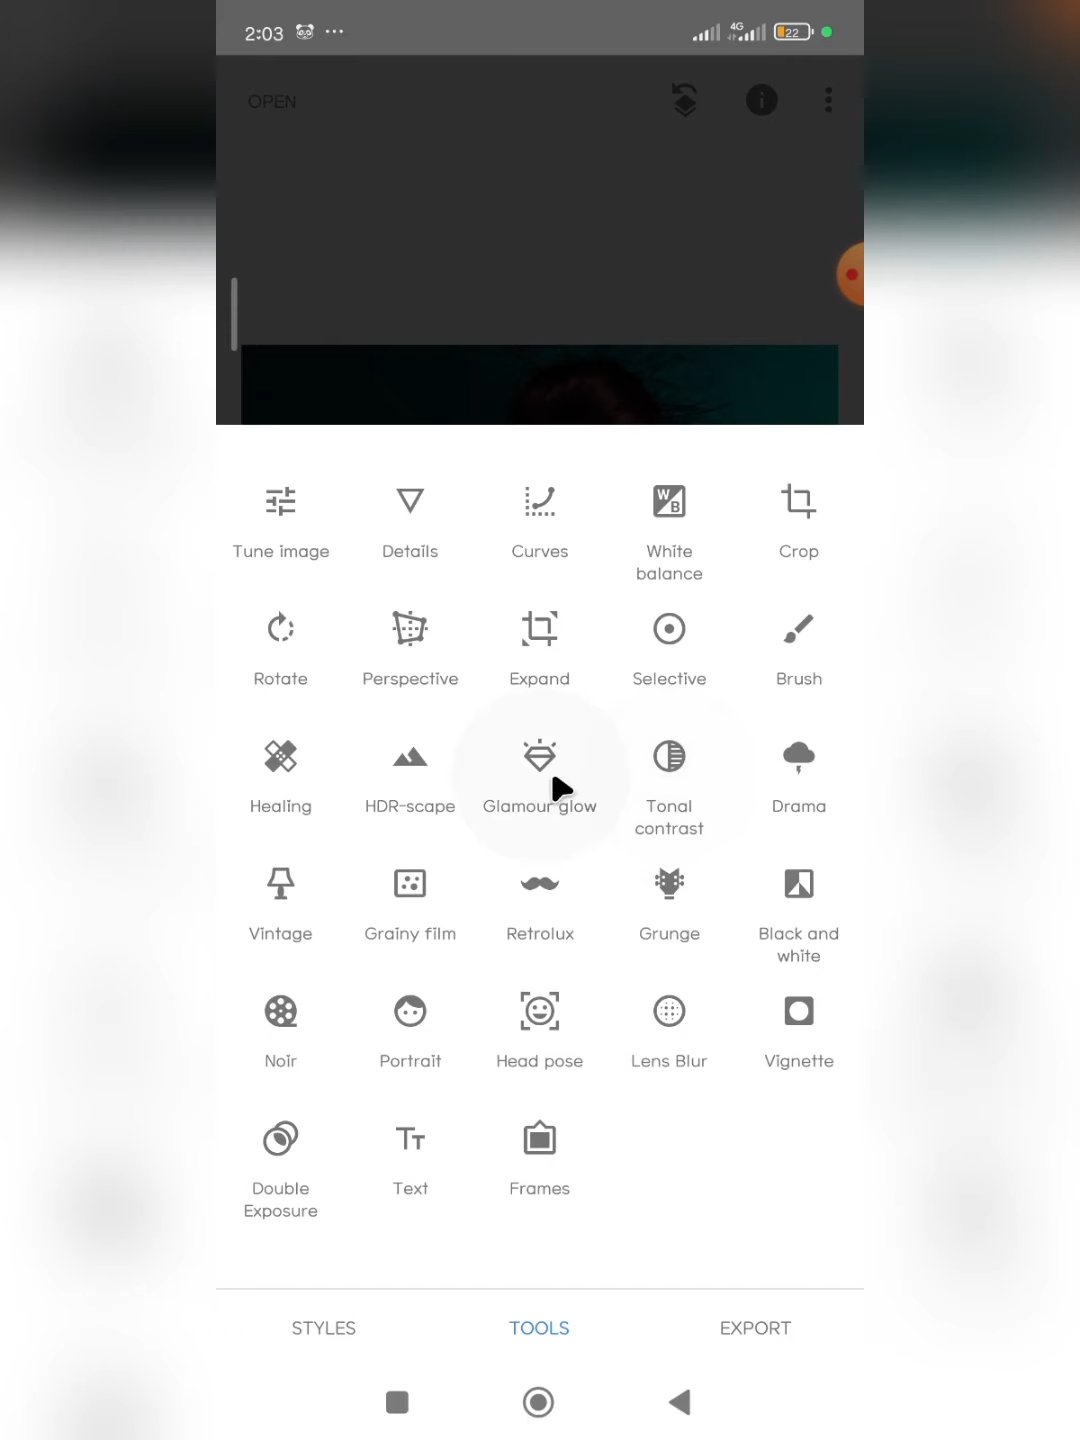 2:03 ... 4G 22
OPEN
Tune image Details Curves White balance Crop
Rotate Perspective Expand Selective Brush
Healing HDR-scape Glamour glow Tonal contrast Drama
Vintage Grainy film Retrolux Grunge Black and white
Noir Portrait Head pose Lens Blur Vignette
Double Exposure Text Frames
STYLES TOOLS EXPORT